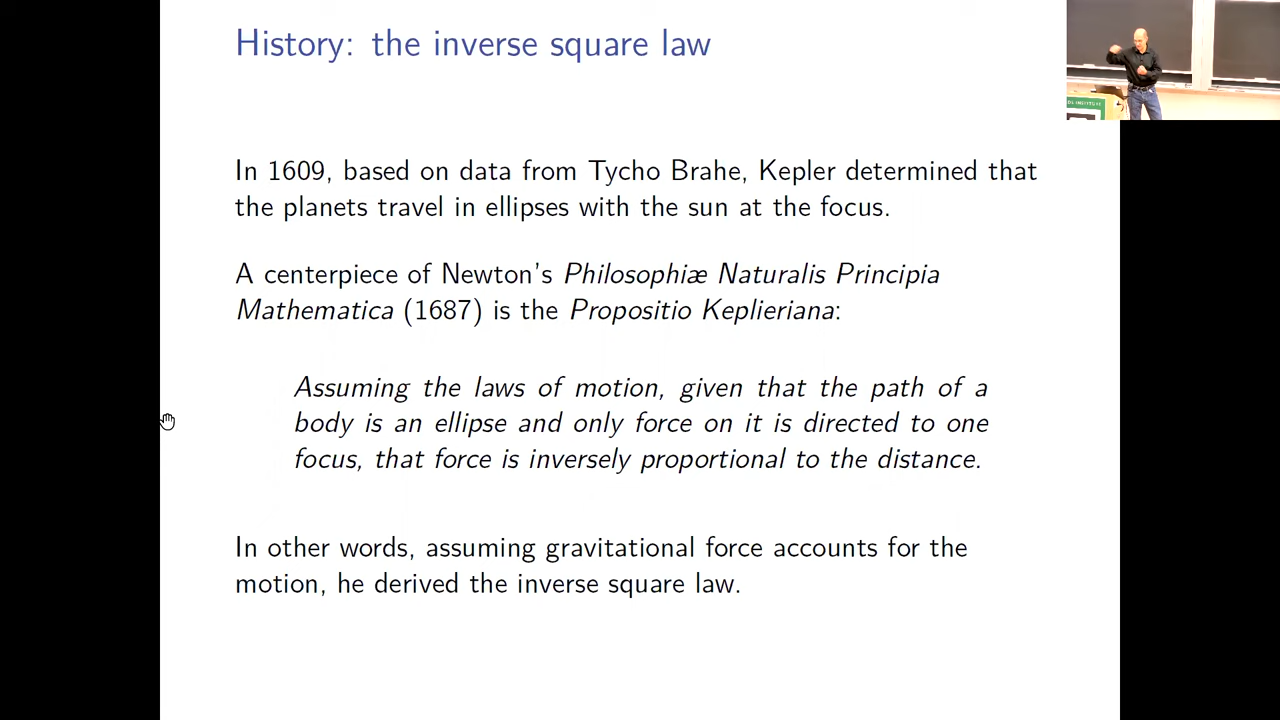 History: the inverse square law
In 1609, based on data from Tycho Brahe, Kepler determined that
the planets travel in ellipses with the sun at the focus.
A centerpiece of Newton's Philosophiæ Naturalis Principia
Mathematica (1687) is the Propositio Keplieriana:
Assuming the laws of motion, given that the path of a
body is an ellipse and only force on it is directed to one
focus, that force is inversely proportional to the distance.
In other words, assuming gravitational force accounts for the
motion, he derived the inverse square law.